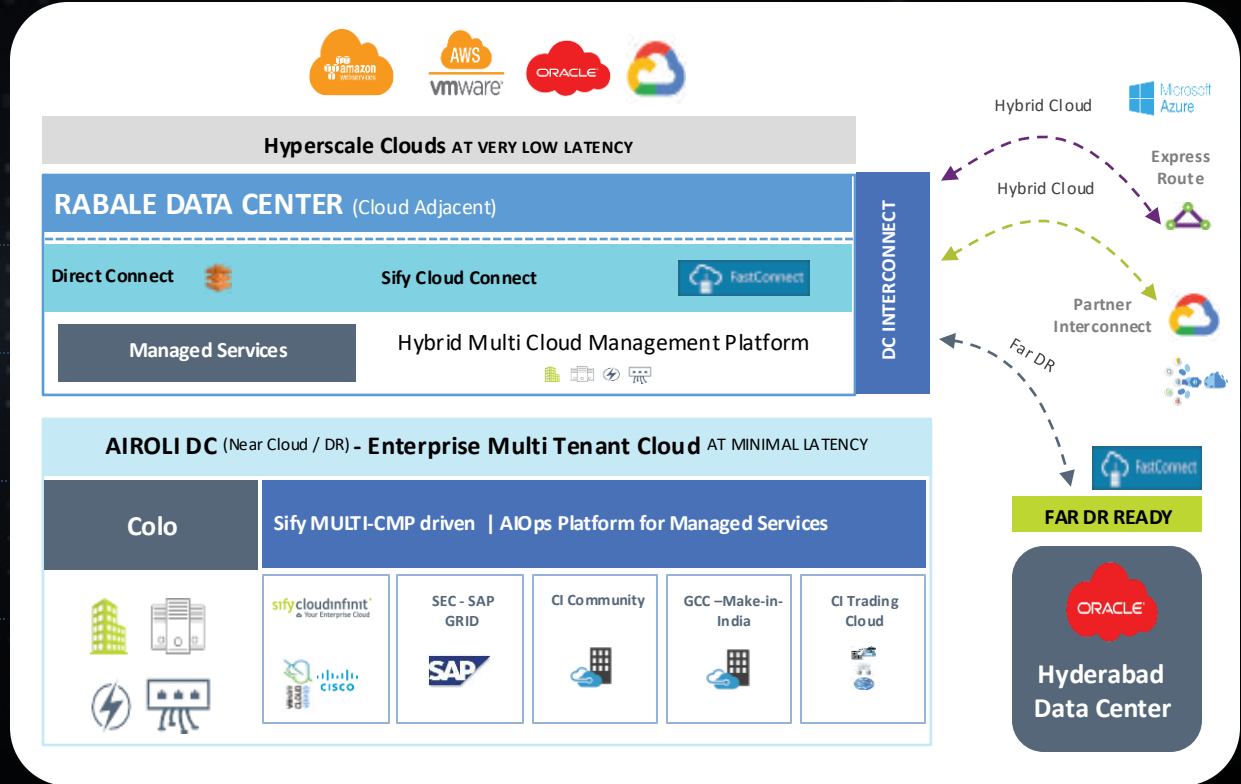 amazon
webservices
AWS
vmware
ORACLE
Hyperscale Clouds AT VERY LOW LATENCY
RABALE DATA CENTER (Cloud Adjacent)
Direct Connect
Sify Cloud Connect
FastConnect
Managed Services
Hybrid Multi Cloud Management Platform
DC INTERCONNECT
Hybrid Cloud
Microsoft
Azure
Express
Route
Hybrid Cloud
Partner
Interconnect
Far DR
FastConnect
FAR DR READY
ORACLE
Hyderabad
Data Center
AIROLI DC (Near Cloud / DR) - Enterprise Multi Tenant Cloud AT MINIMAL LATENCY
Colo
Sify MULTI-CMP driven | AIOps Platform for Managed Services
sifycloudinfinit
Your Enterprise Cloud
CISCO
SEC - SAP
GRID
SAP
CI Community
GCC –Make-in-
India
CI Trading
Cloud